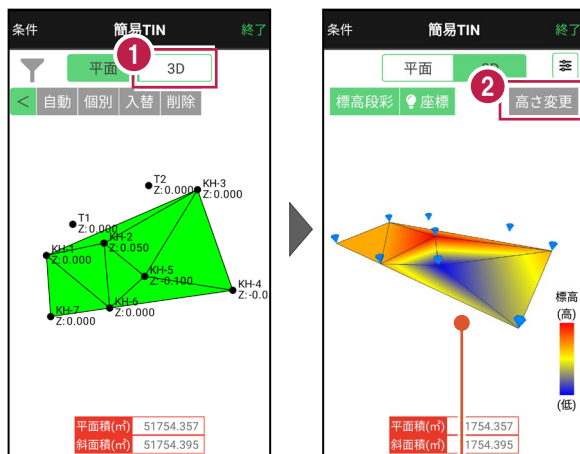 条件 簡易TIN 終了
1
平面 3D
< 自動 個別 入替 削除
T2
Z:0.000
KH-3
Z:0.000
T1
Z:0.000
KH-2
Z:0.050
KH-1
Z:0.000
KH-5
Z:-0.100
KH-4
Z:-0.0
KH-7
Z:0.000
KH-6
Z:0.000
平面積(㎡) 51754.357
斜面積(㎡) 51754.395
条件 簡易TIN 終了
平面 3D
2
標高段彩 座標 高さ変更
標高
(高)
(低)
平面積(㎡) 1754.357
斜面積(㎡) 1754.395